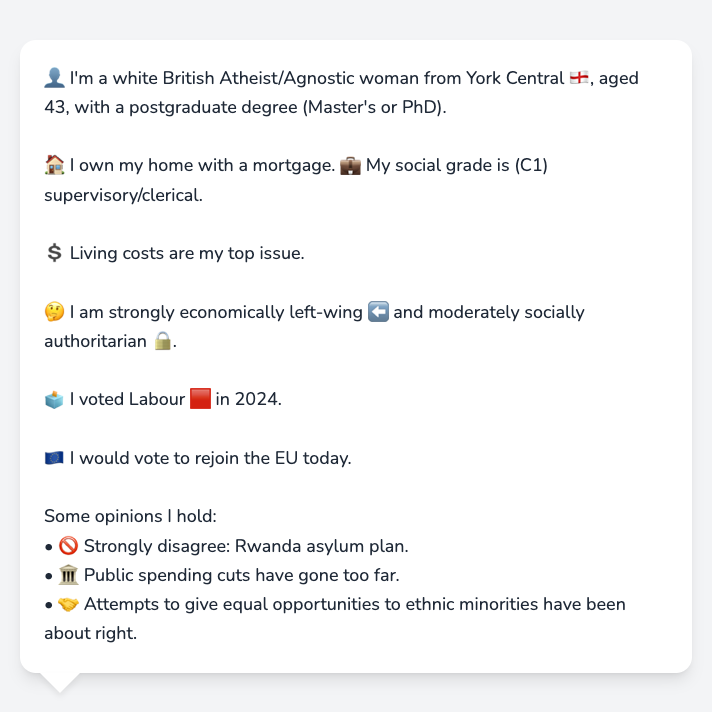 👤 I'm a white British Atheist/Agnostic woman from York Central 🏴󠁧󠁢󠁥󠁮󠁧󠁿, aged
43, with a postgraduate degree (Master's or PhD).
🏠 I own my home with a mortgage. 💼 My social grade is (C1)
supervisory/clerical.
💲 Living costs are my top issue.
🤔 I am strongly economically left-wing ⬅️ and moderately socially
authoritarian 🔒.
🗳️ I voted Labour 🟥 in 2024.
🇪🇺 I would vote to rejoin the EU today.
Some opinions I hold:
• 🚫 Strongly disagree: Rwanda asylum plan.
• 🏛️ Public spending cuts have gone too far.
• 🤝 Attempts to give equal opportunities to ethnic minorities have been
about right.